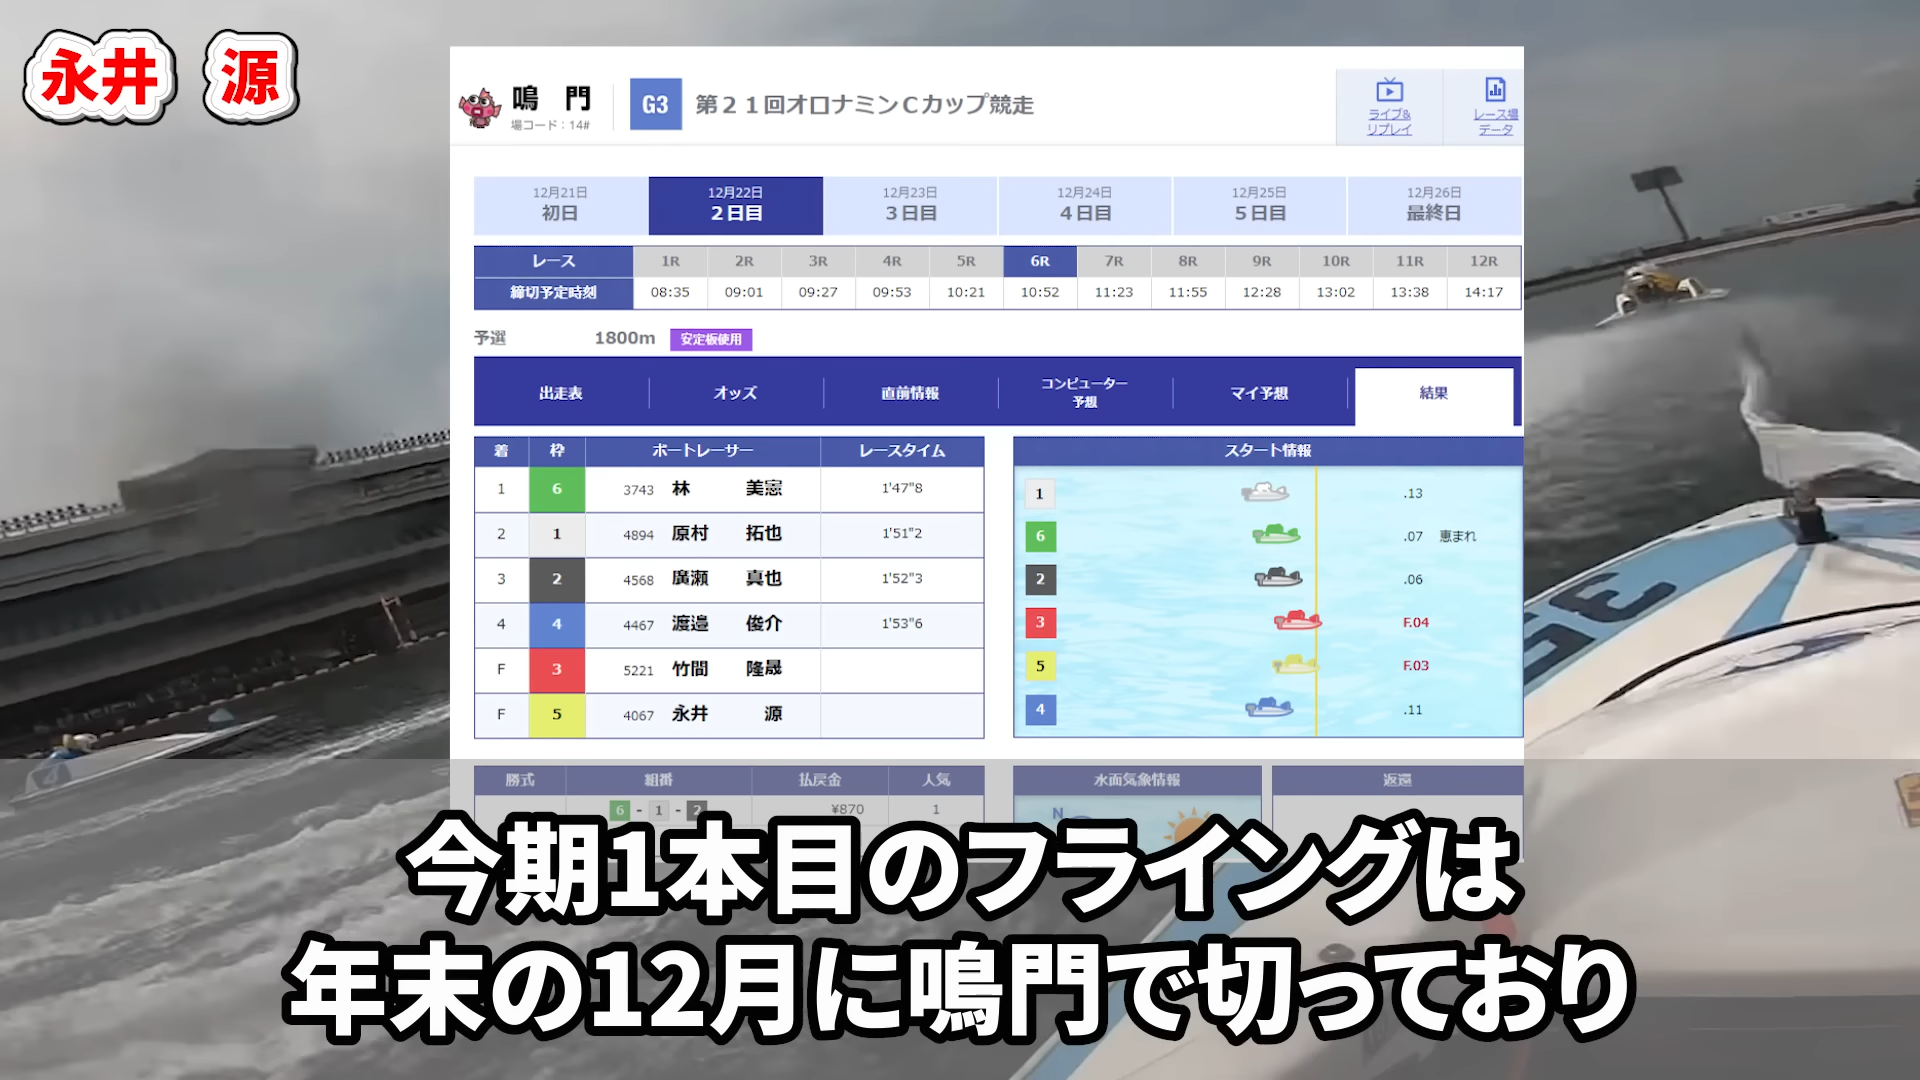 永井 源
鳴 門
場コード：14#
G3
第２１回オロナミンＣカップ競走
ライブ&
リプレイ
レース場
データ
12月21日 12月22日 12月23日 12月24日 12月25日 12月26日
初日 ２日目 ３日目 ４日目 ５日目 最終日
レース 1R 2R 3R 4R 5R 6R 7R 8R 9R 10R 11R 12R
締切予定時刻 08:35 09:01 09:27 09:53 10:21 10:52 11:23 11:55 12:28 13:02 13:38 14:17
予選 1800m 安定板使用
出走表 オッズ 直前情報 コンピューター
予想 マイ予想 結果
着 枠 ボートレーサー レースタイム
1 6 3743 林 美憲 1'47"8
2 1 4894 原村 拓也 1'51"2
3 2 4568 廣瀬 真也 1'52"3
4 4 4467 渡邉 俊介 1'53"6
F 3 5221 竹間 隆晟
F 5 4067 永井 源
スタート情報
1 .13
6 .07 恵まれ
2 .06
3 F.04
5 F.03
4 .11
勝式 組番 払戻金 人気
6 - 1 - 2 ¥870 1
水面気象情報
N
返還
今期1本目のフライングは
年末の12月に鳴門で切っており